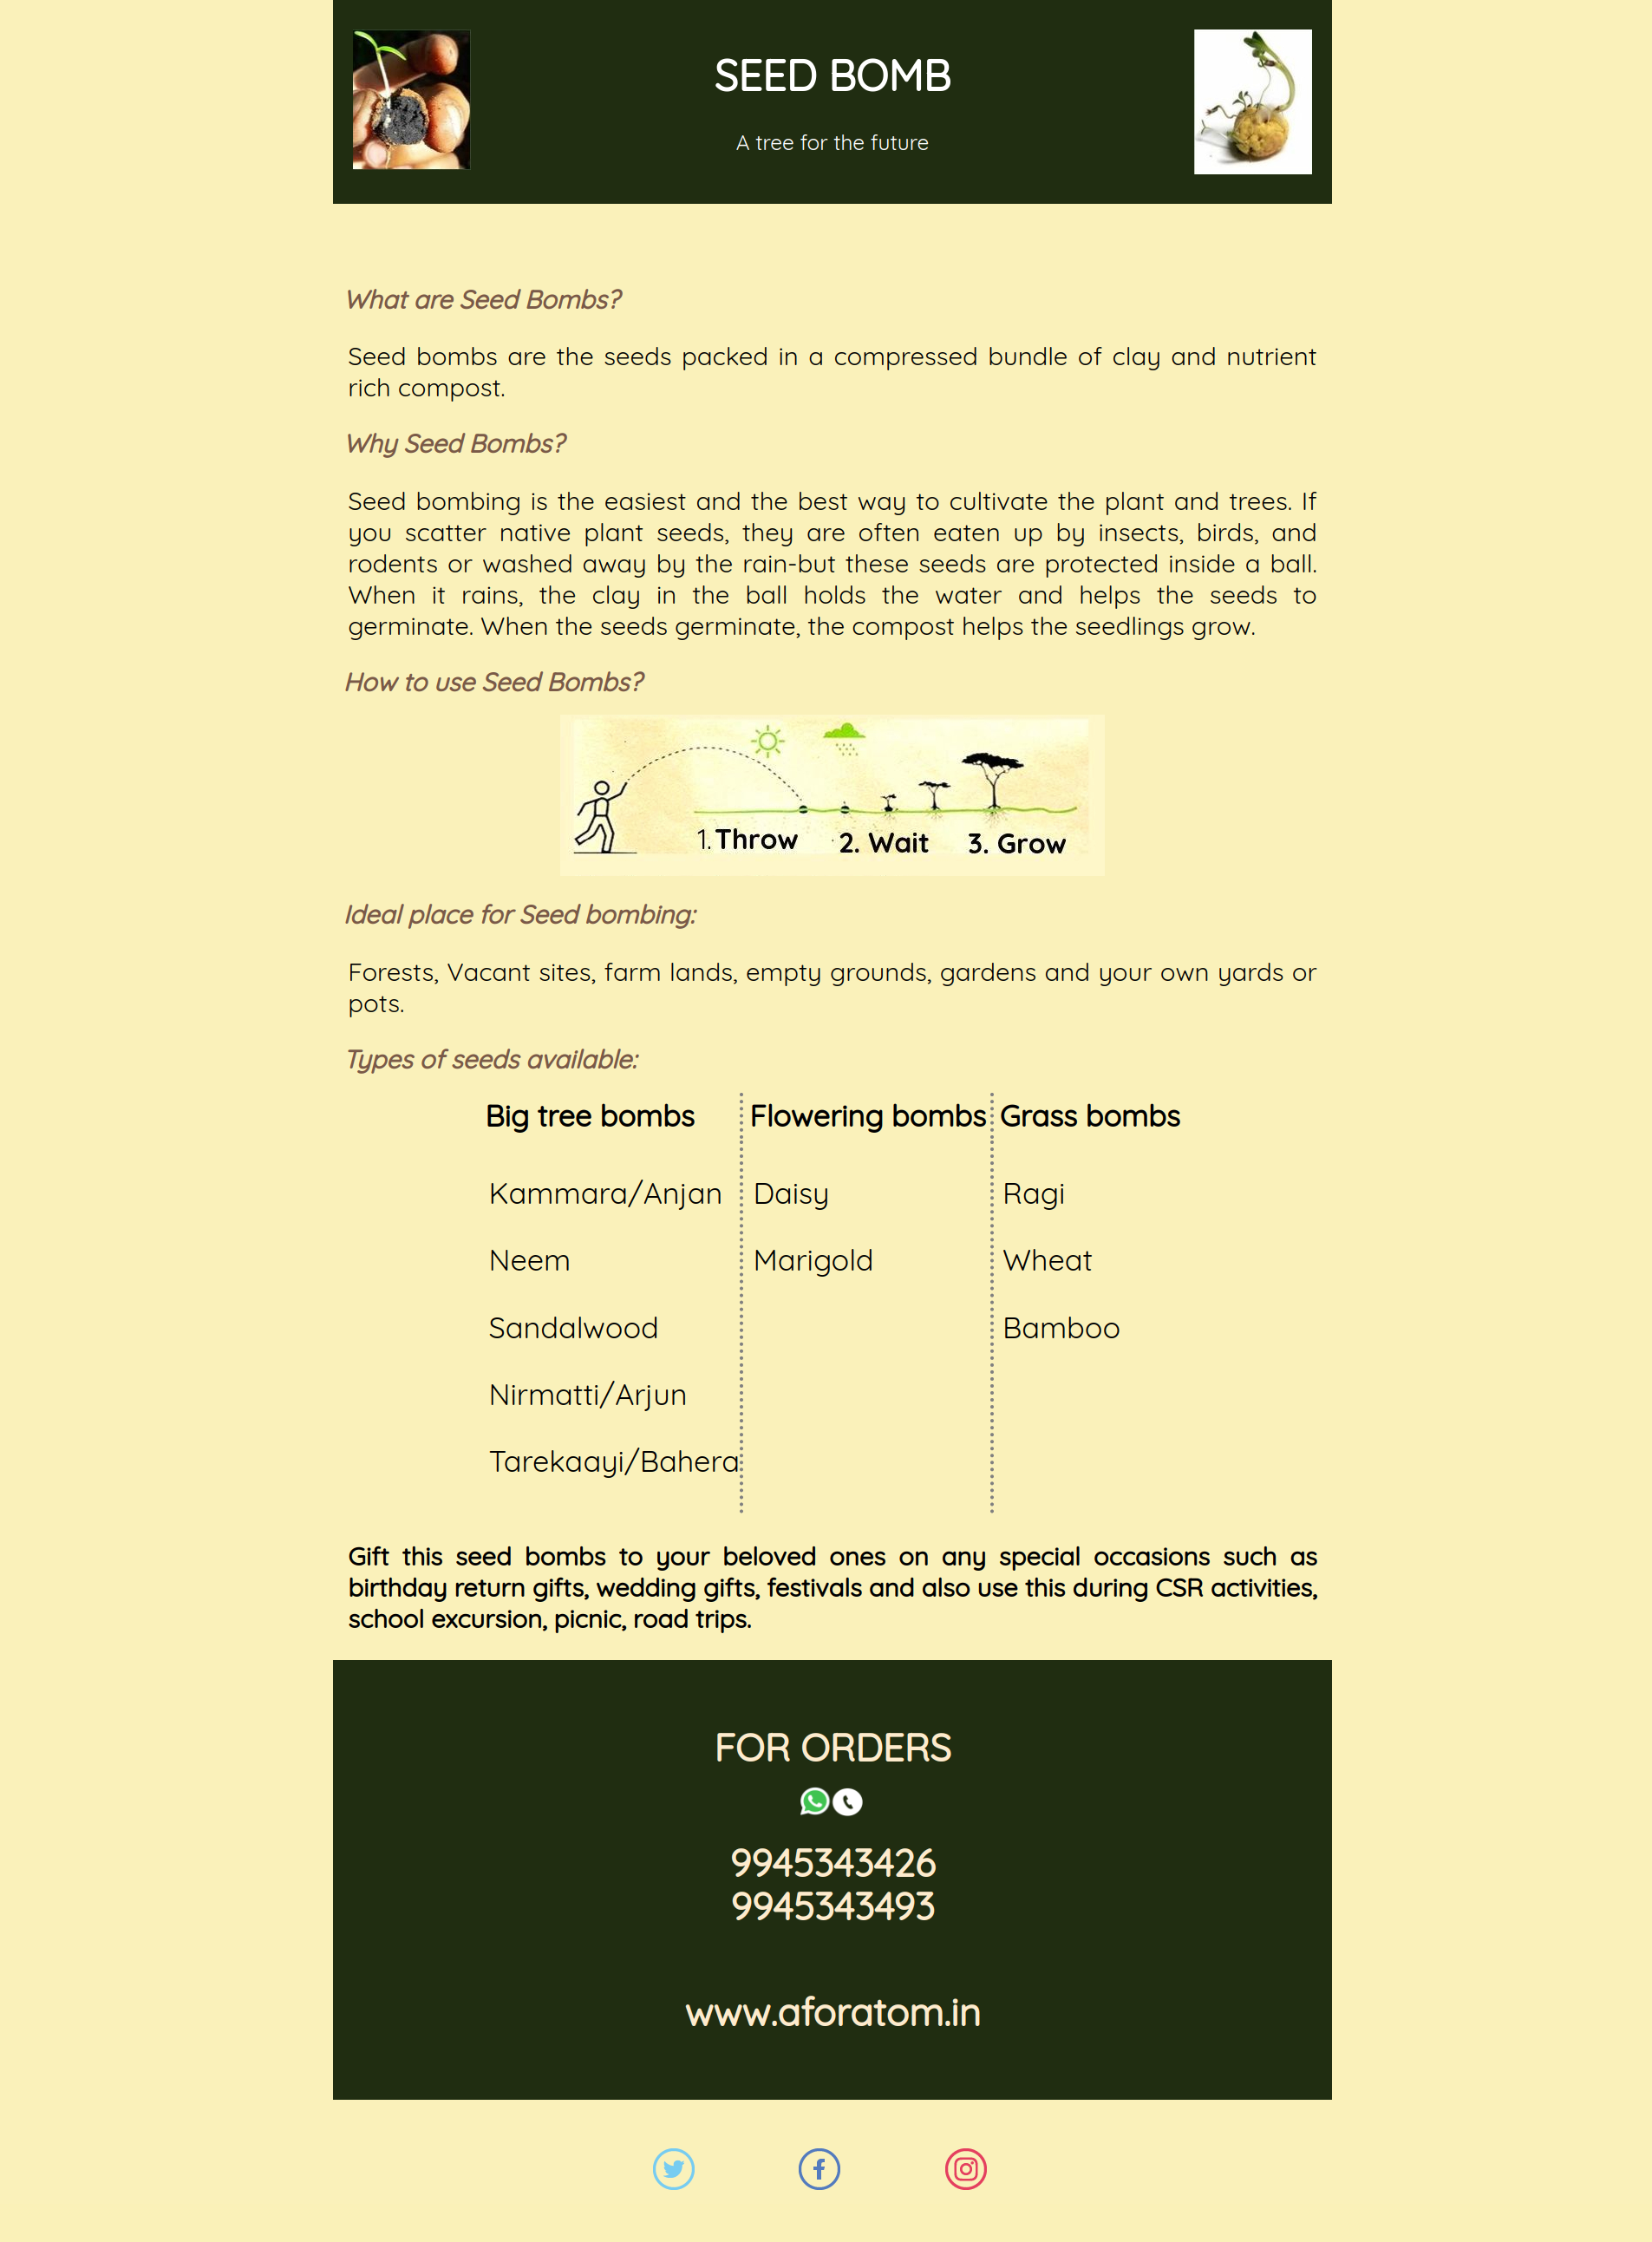 SEED BOMB
A tree for the future
What are Seed Bombs?
Seed bombs are the seeds packed in a compressed bundle of clay and nutrient
rich compost.
Why Seed Bombs?
Seed bombing is the easiest and the best way to cultivate the plant and trees. If
you scatter native plant seeds, they are often eaten up by insects, birds, and
rodents or washed away by the rain-but these seeds are protected inside a ball.
When it rains, the clay in the ball holds the water and helps the seeds to
germinate. When the seeds germinate, the compost helps the seedlings grow.
How to use Seed Bombs?
1. Throw 2. Wait 3. Grow
Ideal place for Seed bombing:
Forests, Vacant sites, farm lands, empty grounds, gardens and your own yards or
pots.
Types of seeds available:
Big tree bombs Flowering bombs Grass bombs
Kammara/Anjan Daisy Ragi
Neem Marigold Wheat
Sandalwood Bamboo
Nirmatti/Arjun
Tarekaayi/Bahera
Gift this seed bombs to your beloved ones on any special occasions such as
birthday return gifts, wedding gifts, festivals and also use this during CSR activities,
school excursion, picnic, road trips.
FOR ORDERS
9945343426
9945343493
www.aforatom.in